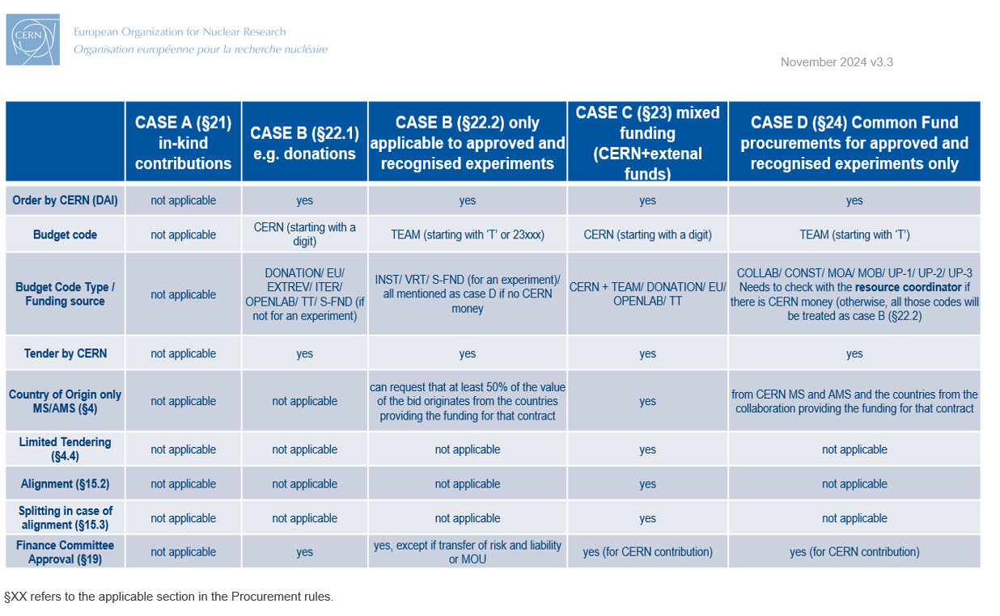 CERN
European Organization for Nuclear Research
Organisation européenne pour la recherche nucléaire
November 2024 v3.3
CASE A (§21)
in-kind
contributions
CASE B (§22.1)
e.g. donations
CASE B (§22.2) only
applicable to approved and
recognised experiments
CASE C (§23) mixed
funding
(CERN+extenal
funds)
CASE D (§24) Common Fund
procurements for approved and
recognised experiments only
Order by CERN (DAI)
not applicable
yes
yes
yes
yes
Budget code
not applicable
CERN (starting with a
digit)
TEAM (starting with 'T' or 23xxx)
CERN (starting with a digit)
TEAM (starting with 'T')
Budget Code Type /
Funding source
not applicable
DONATION/ EU/
EXTREV/ ITER/
OPENLAB/ TT/ S-FND (if
not for an experiment)
INST/ VRT/ S-FND (for an experiment)/
all mentioned as case D if no CERN
money
CERN + TEAM/ DONATION/ EU/
OPENLAB/ TT
COLLAB/ CONST/ MOA/ MOB/ UP-1/ UP-2/ UP-3
Needs to check with the resource coordinator if
there is CERN money (otherwise, all those codes will
be treated as case B (§22.2)
Tender by CERN
not applicable
yes
yes
yes
yes
Country of Origin only
MS/AMS (§4)
not applicable
not applicable
can request that at least 50% of the value
of the bid originates from the countries
providing the funding for that contract
yes
from CERN MS and AMS and the countries from the
collaboration providing the funding for that contract
Limited Tendering
(§4.4)
not applicable
not applicable
not applicable
yes
not applicable
Alignment (§15.2)
not applicable
not applicable
not applicable
yes
not applicable
Splitting in case of
alignment (§15.3)
not applicable
not applicable
not applicable
yes
not applicable
Finance Committee
Approval (§19)
not applicable
yes
yes, except if transfer of risk and liability
or MOU
yes (for CERN contribution)
yes (for CERN contribution)
§XX refers to the applicable section in the Procurement rules.